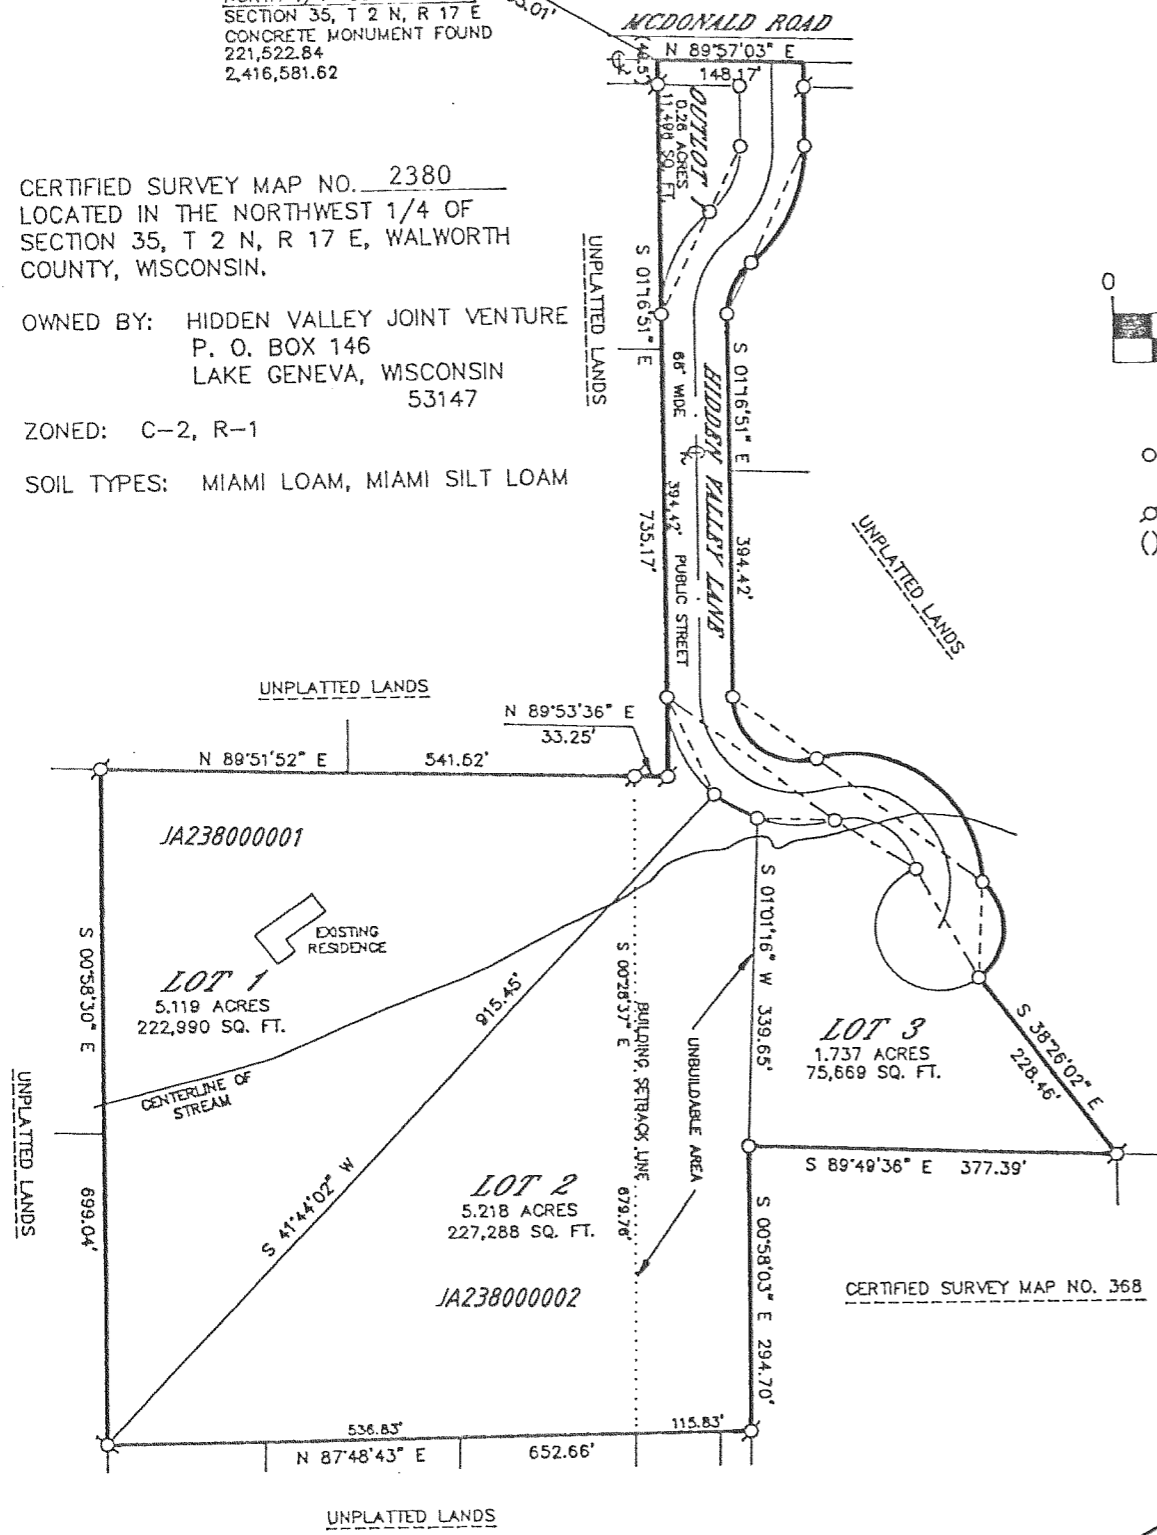 SECTION 35, T 2 N, R 17 E
CONCRETE MONUMENT FOUND
221,522.84
2,416,581.62
MCDONALD ROAD
N 89°57'03" E
148.17'
OUTLOT
0.26 ACRES
SQ. FT.
CERTIFIED SURVEY MAP NO. 2380
LOCATED IN THE NORTHWEST 1/4 OF
SECTION 35, T 2 N, R 17 E, WALWORTH
COUNTY, WISCONSIN.
OWNED BY: HIDDEN VALLEY JOINT VENTURE
P. O. BOX 146
LAKE GENEVA, WISCONSIN
53147
ZONED: C-2, R-1
SOIL TYPES: MIAMI LOAM, MIAMI SILT LOAM
UNPLATTED LANDS
S 01°16'51" E
735.17'
66' WIDE
394.42' PUBLIC STREET
HIDDEN VALLEY LANE
S 01°16'51" E
394.42'
0
UNPLATTED LANDS
UNPLATTED LANDS
N 89°53'36" E
33.25'
N 89°51'52" E 541.62'
JA238000001
EXISTING
RESIDENCE
LOT 1
5.119 ACRES
222,990 SQ. FT.
S 00°58'30" E
699.04'
UNPLATTED LANDS
CENTERLINE OF
STREAM
915.45'
S 41°44'02" W
S 00°28'37" E
679.76'
BUILDING SETBACK LINE
UNBUILDABLE AREA
S 01°01'16" W 339.65'
LOT 3
1.737 ACRES
75,669 SQ. FT.
S 38°26'02" E
228.46'
S 89°49'36" E 377.39'
LOT 2
5.218 ACRES
227,288 SQ. FT.
JA238000002
S 00°58'03" E 294.70'
CERTIFIED SURVEY MAP NO. 368
536.83'
115.83'
N 87°48'43" E 652.66'
UNPLATTED LANDS